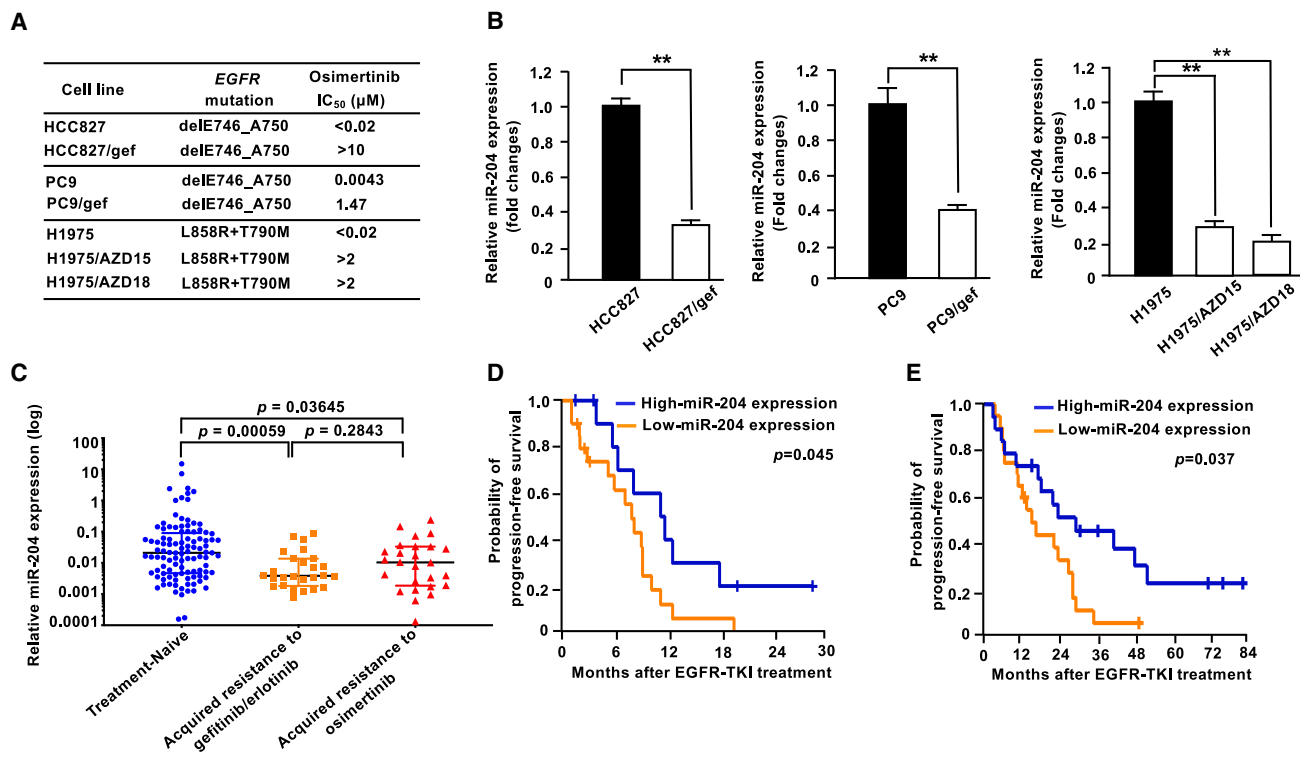 A
Cell line EGFR mutation Osimertinib IC50 (µM)
HCC827 delE746_A750 <0.02
HCC827/gef delE746_A750 >10
PC9 delE746_A750 0.0043
PC9/gef delE746_A750 1.47
H1975 L858R+T790M <0.02
H1975/AZD15 L858R+T790M >2
H1975/AZD18 L858R+T790M >2
B
Relative miR-204 expression
(fold changes)
1.2
1.0
0.8
0.6
0.4
0.2
0
**
HCC827
HCC827/gef
Relative miR-204 expression
(Fold changes)
1.2
1.0
0.8
0.6
0.4
0.2
0
**
PC9
PC9/gef
Relative miR-204 expression
(Fold changes)
1.2
1.0
0.8
0.6
0.4
0.2
0
**
**
H1975
H1975/AZD15
H1975/AZD18
C
Relative miR-204 expression (log)
p = 0.03645
p = 0.00059
p = 0.2843
100
10
1
0.1
0.01
0.001
0.0001
Treatment-Naive
Acquired resistance to
gefitinib/erlotinib
Acquired resistance to
osimertinib
D
Probability of
progression-free survival
1.0
0.8
0.6
0.4
0.2
0
High-miR-204 expression
Low-miR-204 expression
p=0.045
0 6 12 18 24 30
Months after EGFR-TKI treatment
E
Probability of
progression-free survival
1.0
0.8
0.6
0.4
0.2
0
High-miR-204 expression
Low-miR-204 expression
p=0.037
0 12 24 36 48 60 72 84
Months after EGFR-TKI treatment